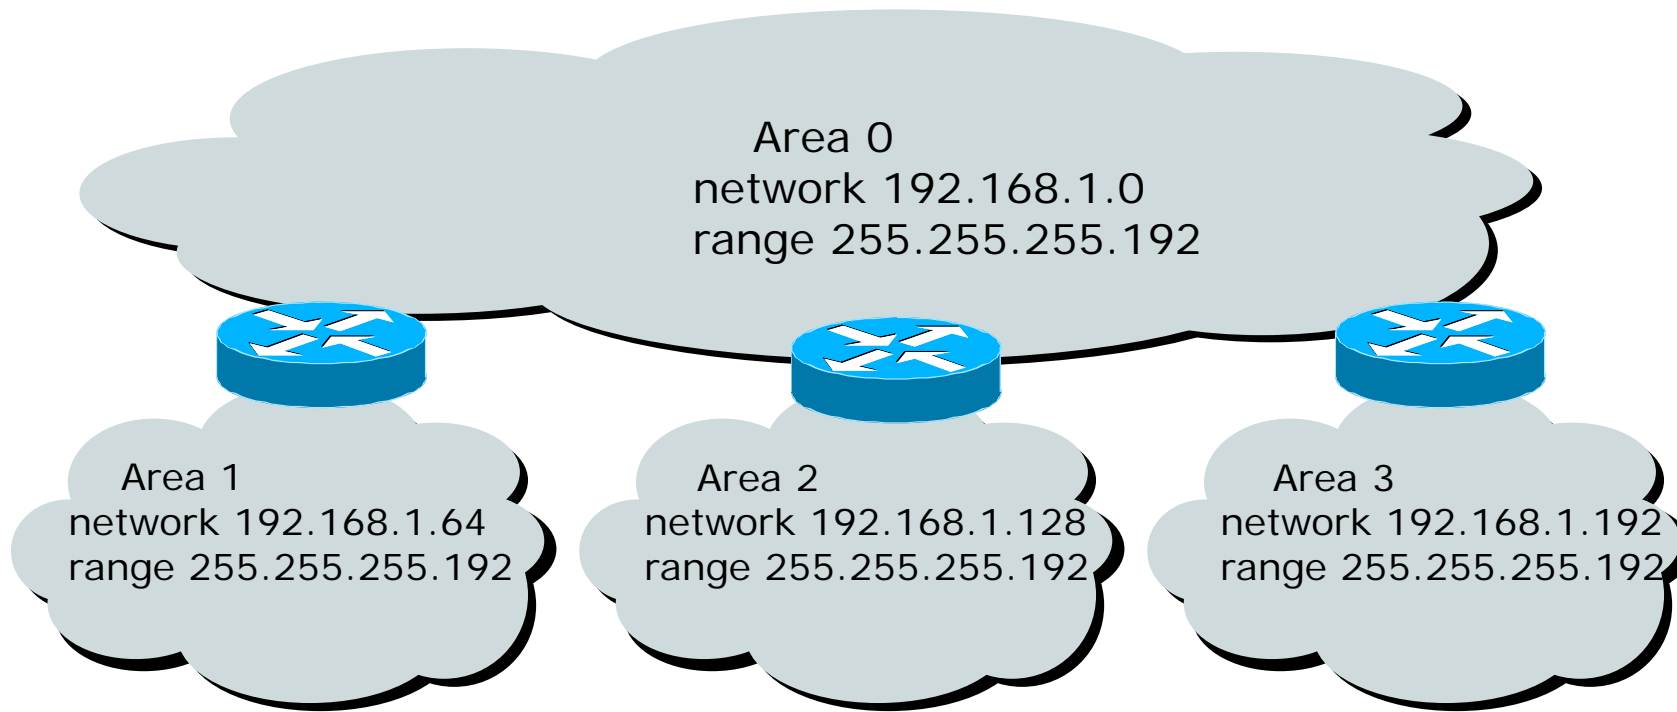 Area 0
network 192.168.1.0
range 255.255.255.192
Area 1
network 192.168.1.64
range 255.255.255.192
Area 2
network 192.168.1.128
range 255.255.255.192
Area 3
network 192.168.1.192
range 255.255.255.192